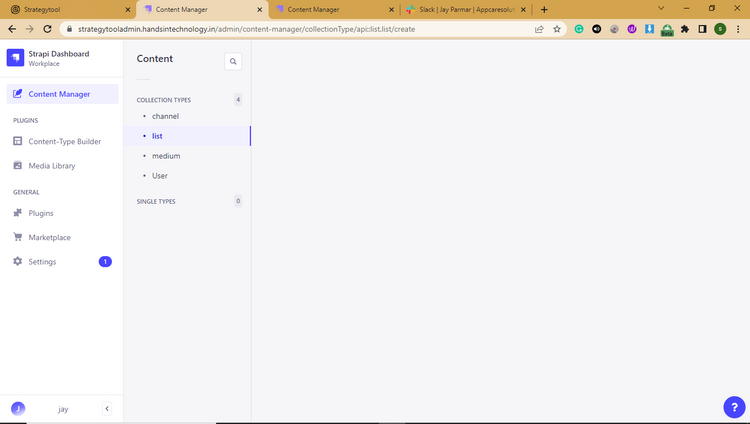 Strategytool
Content Manager
Content Manager
Slack | Jay Parmar | Appcaresolut
strategytooladmin.handsintechnology.in/admin/content-manager/collectionType/api:list.list/create
Beta
S
Strapi Dashboard
Workplace
Content Manager
PLUGINS
Content-Type Builder
Media Library
GENERAL
Plugins
Marketplace
Settings
1
J
jay
Content
COLLECTION TYPES
4
channel
list
medium
User
SINGLE TYPES
0
?